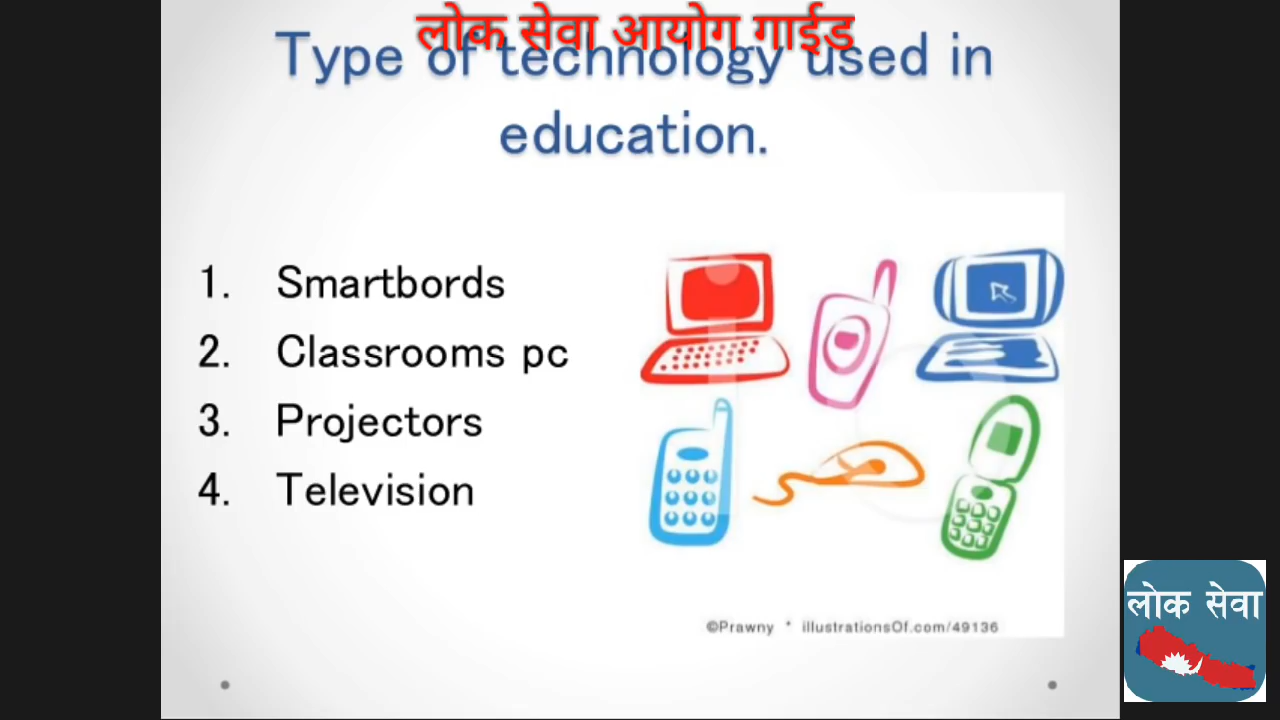 लोक सेवा आयोग गाईड
Type of technology used in
education.
1. Smartbords
2. Classrooms pc
3. Projectors
4. Television
©Prawny * illustrationsOf.com/49136
लोक सेवा